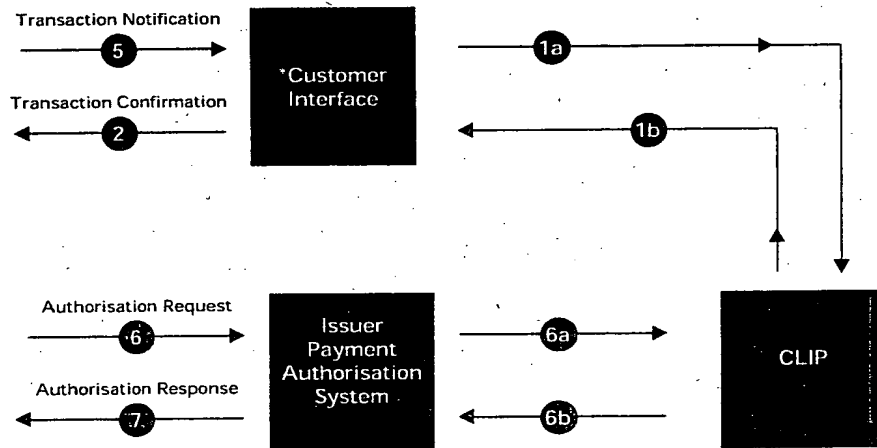 Transaction Notification
5
1a
*Customer
Interface
Transaction Confirmation
2
1b
Authorisation Request
6
Issuer
Payment
Authorisation
System
6a
CLIP
Authorisation Response
7
6b